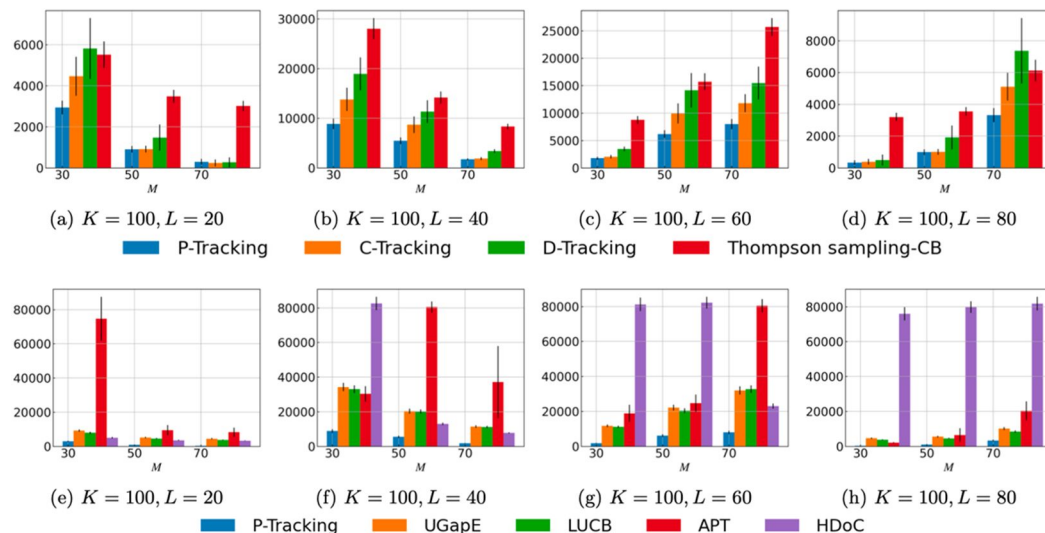 6000
4000
2000
0
30 50 70
M
(a) K = 100, L = 20
30000
20000
10000
0
30 50 70
M
(b) K = 100, L = 40
25000
20000
15000
10000
5000
0
30 50 70
M
(c) K = 100, L = 60
8000
6000
4000
2000
0
30 50 70
M
(d) K = 100, L = 80
P-Tracking C-Tracking D-Tracking Thompson sampling-CB
80000
60000
40000
20000
0
30 50 70
M
(e) K = 100, L = 20
80000
60000
40000
20000
0
30 50 70
M
(f) K = 100, L = 40
80000
60000
40000
20000
0
30 50 70
M
(g) K = 100, L = 60
80000
60000
40000
20000
0
30 50 70
M
(h) K = 100, L = 80
P-Tracking UGapE LUCB APT HDoC